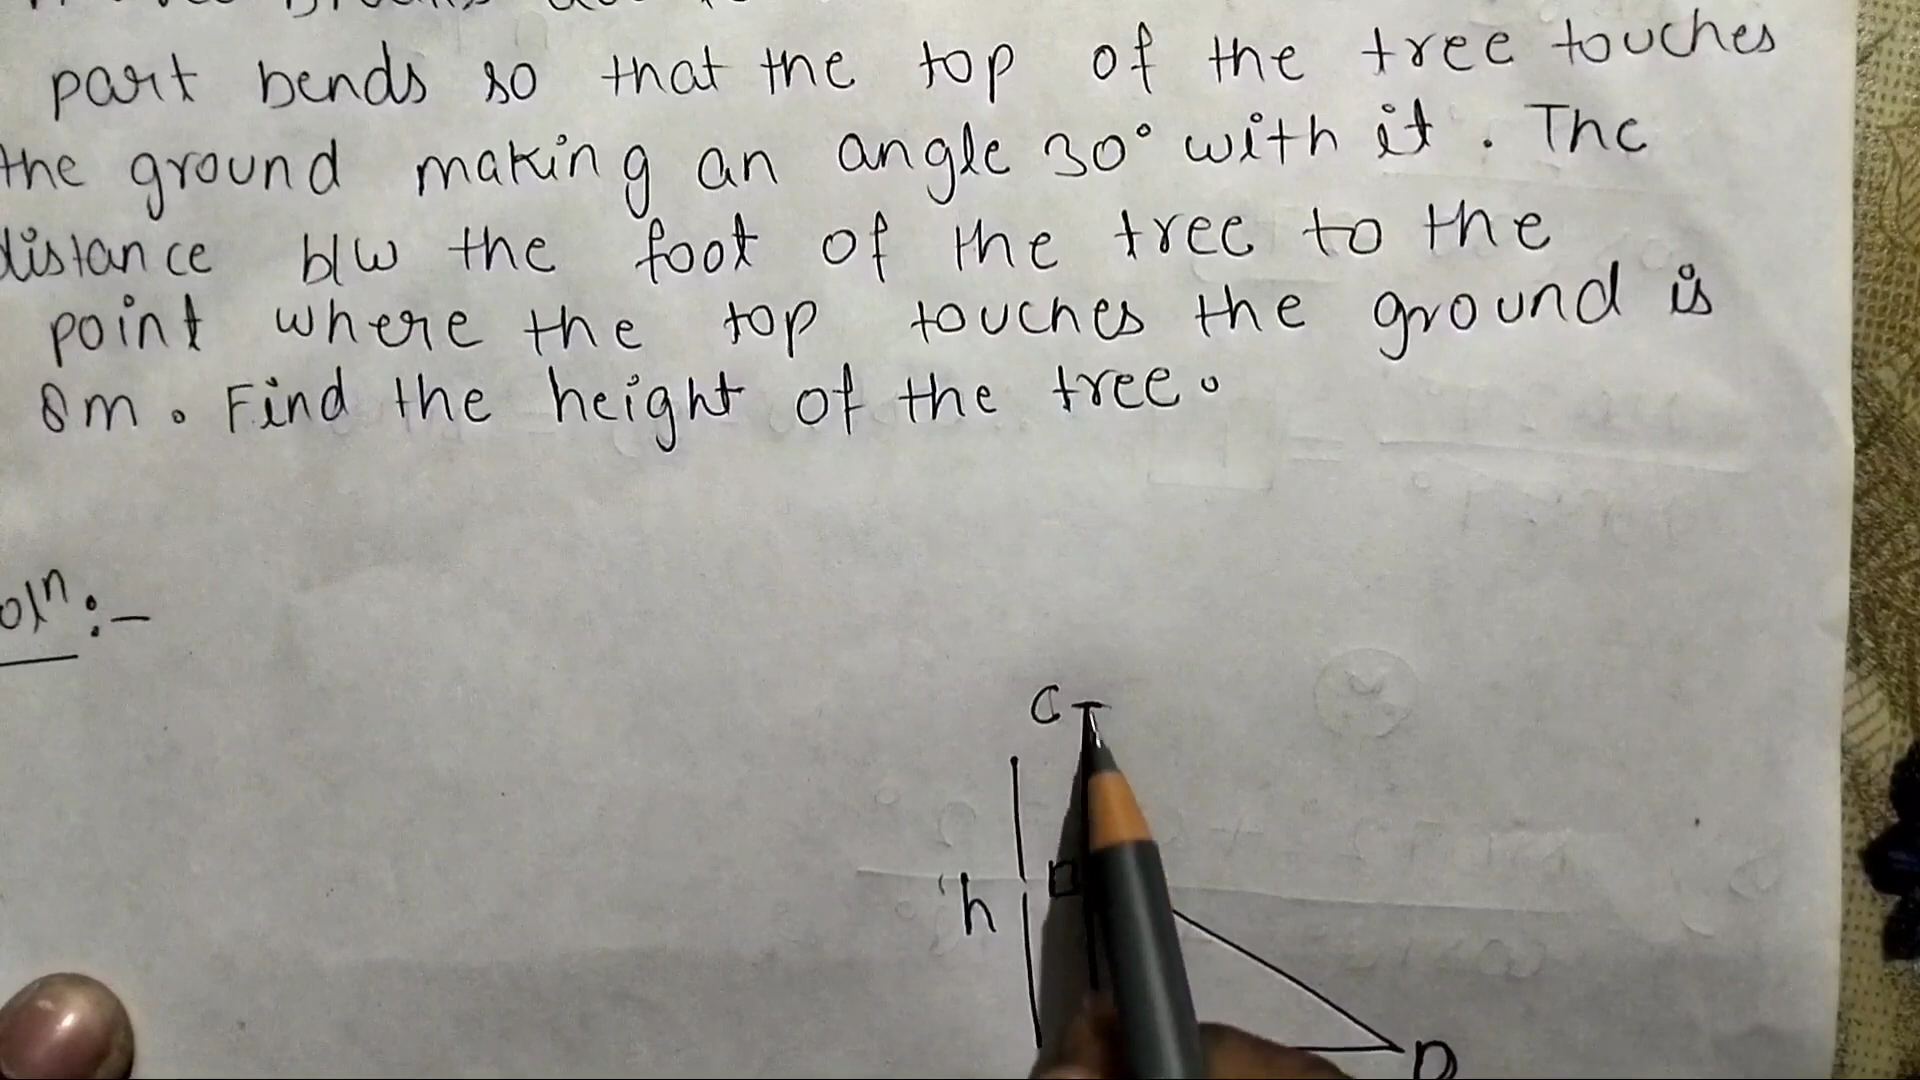 part bends so that the top of the tree touches
the ground making an angle 30° with it. The
distance b/w the foot of the tree to the
point where the top touches the ground is
8m. Find the height of the tree.
Solⁿ:-
C
h
D